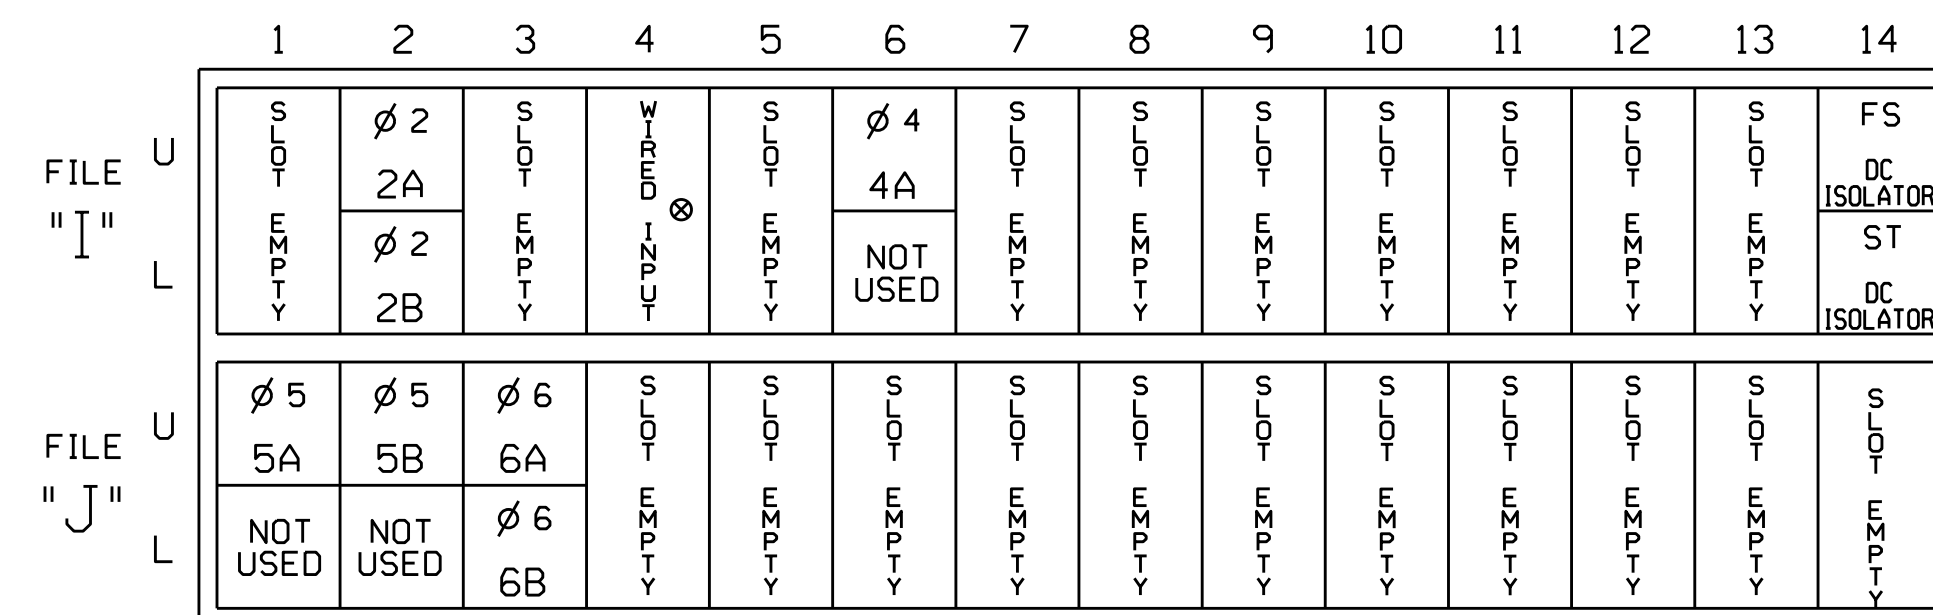 1 2 3 4 5 6 7 8 9 10 11 12 13 14
FILE "I"
U
L
SLOT EMPTY
Ø 2
2A
Ø 2
2B
SLOT EMPTY
WIRED INPUT ⊗
SLOT EMPTY
Ø 4
4A
NOT
USED
SLOT EMPTY
SLOT EMPTY
SLOT EMPTY
SLOT EMPTY
SLOT EMPTY
SLOT EMPTY
SLOT EMPTY
FS
DC
ISOLATOR
ST
DC
ISOLATOR
FILE "J"
U
L
Ø 5
5A
NOT
USED
Ø 5
5B
NOT
USED
Ø 6
6A
Ø 6
6B
SLOT EMPTY
SLOT EMPTY
SLOT EMPTY
SLOT EMPTY
SLOT EMPTY
SLOT EMPTY
SLOT EMPTY
SLOT EMPTY
SLOT EMPTY
SLOT EMPTY
SLOT EMPTY